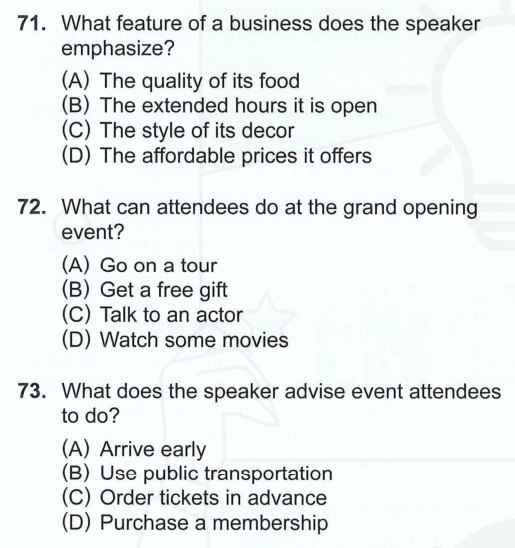 71. What feature of a business does the speaker
emphasize?
(A) The quality of its food
(B) The extended hours it is open
(C) The style of its decor
(D) The affordable prices it offers
72. What can attendees do at the grand opening
event?
(A) Go on a tour
(B) Get a free gift
(C) Talk to an actor
(D) Watch some movies
73. What does the speaker advise event attendees
to do?
(A) Arrive early
(B) Use public transportation
(C) Order tickets in advance
(D) Purchase a membership